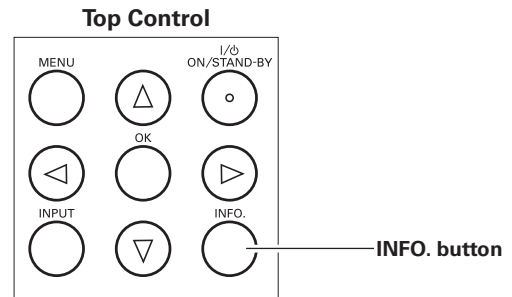 Top Control
I/⏻
MENU
ON/STAND-BY
OK
INPUT
INFO.
INFO. button